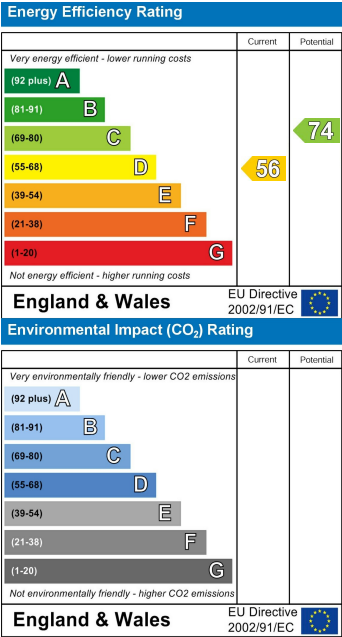 Energy Efficiency Rating
Current Potential
Very energy efficient - lower running costs
(92 plus) A
(81-91) B
(69-80) C
(55-68) D
(39-54) E
(21-38) F
(1-20) G
56
74
Not energy efficient - higher running costs
England & Wales
EU Directive
2002/91/EC
Environmental Impact (CO₂) Rating
Current Potential
Very environmentally friendly - lower CO2 emissions
(92 plus) A
(81-91) B
(69-80) C
(55-68) D
(39-54) E
(21-38) F
(1-20) G
Not environmentally friendly - higher CO2 emissions
England & Wales
EU Directive
2002/91/EC